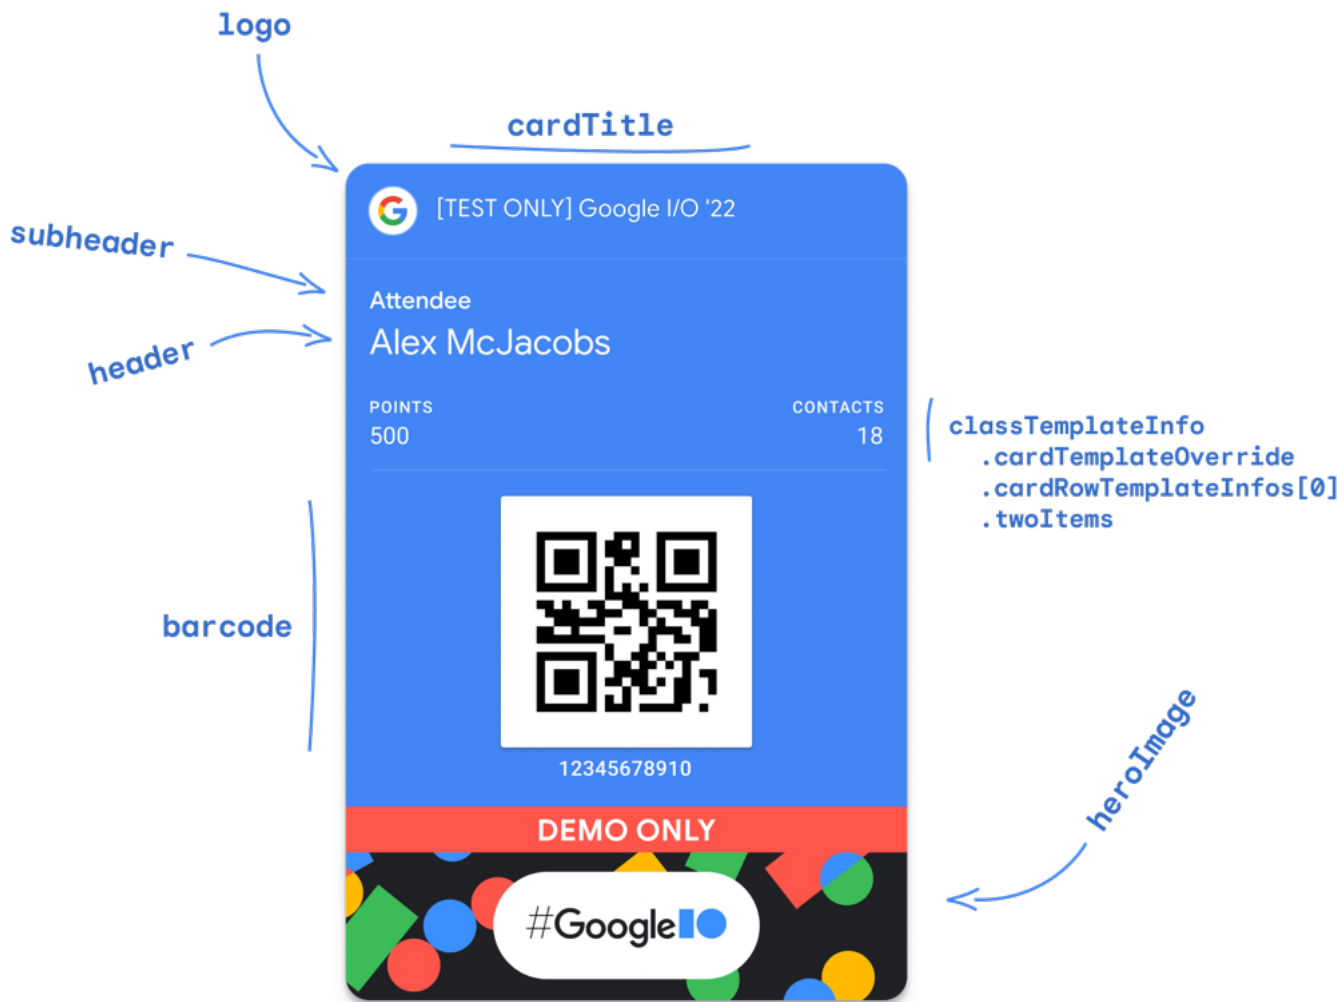 logo
cardTitle
[TEST ONLY] Google I/O '22
subheader
Attendee
header
Alex McJacobs
POINTS
CONTACTS
500
18
classTemplateInfo
.cardTemplateOverride
.cardRowTemplateInfos[0]
.twoItems
barcode
12345678910
heroImage
DEMO ONLY
#GoogleIO